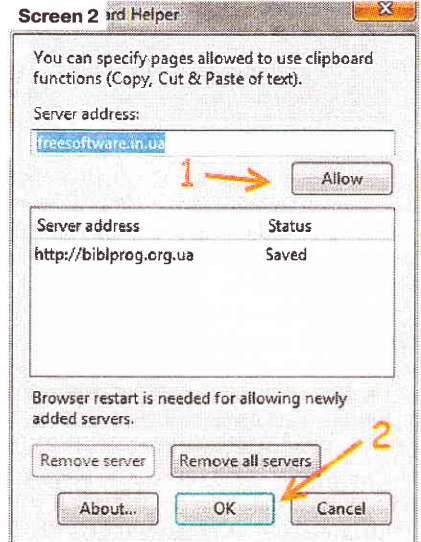 Screen 2 ard Helper
You can specify pages allowed to use clipboard
functions (Copy, Cut & Paste of text).
Server address:
freesoftware.in.ua
1
Allow
Server address Status
http://biblprog.org.ua Saved
Browser restart is needed for allowing newly
added servers.
2
Remove server Remove all servers
About... OK Cancel